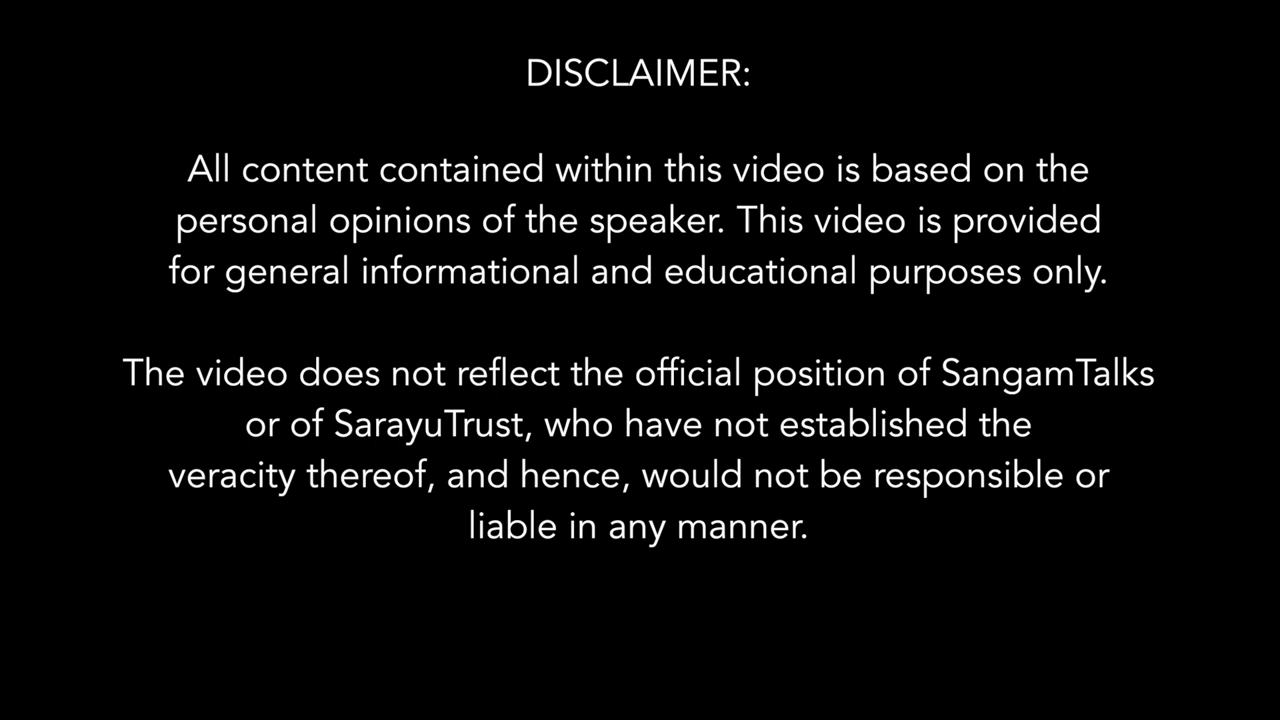 DISCLAIMER:
All content contained within this video is based on the
personal opinions of the speaker. This video is provided
for general informational and educational purposes only.
The video does not reflect the official position of SangamTalks
or of SarayuTrust, who have not established the
veracity thereof, and hence, would not be responsible or
liable in any manner.